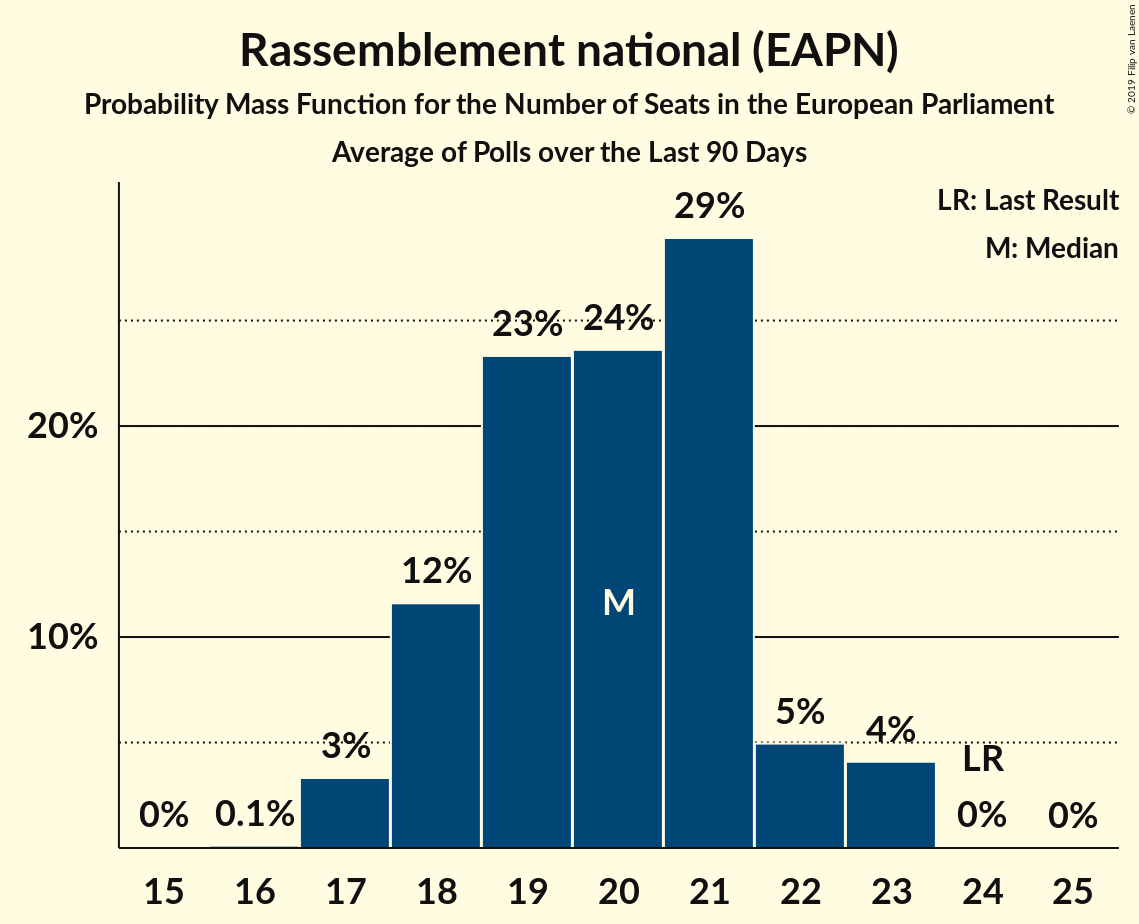 Rassemblement national (EAPN)
Probability Mass Function for the Number of Seats in the European Parliament
Average of Polls over the Last 90 Days
© 2019 Filip van Laenen
LR: Last Result
M: Median
29%
23%
24%
20%
12%
M
10%
5%
4%
3%
LR
0%
0.1%
0%
0%
15 16 17 18 19 20 21 22 23 24 25